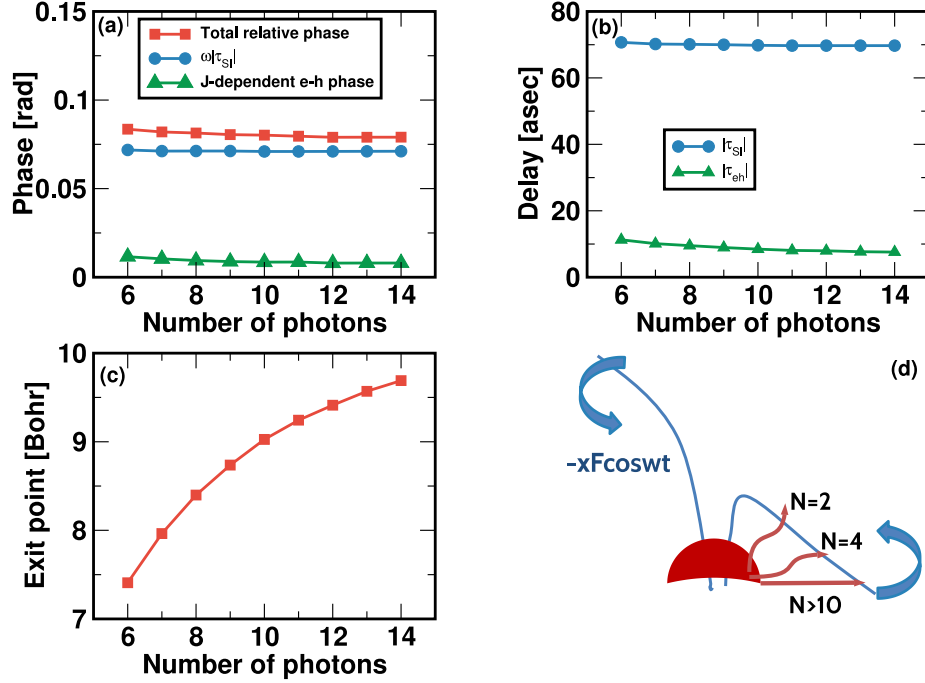 (a)
Total relative phase
ω|τSI|
J-dependent e-h phase
Phase [rad]
0.15
0.1
0.05
0
6 8 10 12 14
Number of photons
(b)
|τSI|
|τeh|
Delay [asec]
80
60
40
20
0
6 8 10 12 14
Number of photons
(c)
Exit point [Bohr]
10
9
8
7
6 8 10 12 14
Number of photons
(d)
-xFcoswt
N=2
N=4
N>10